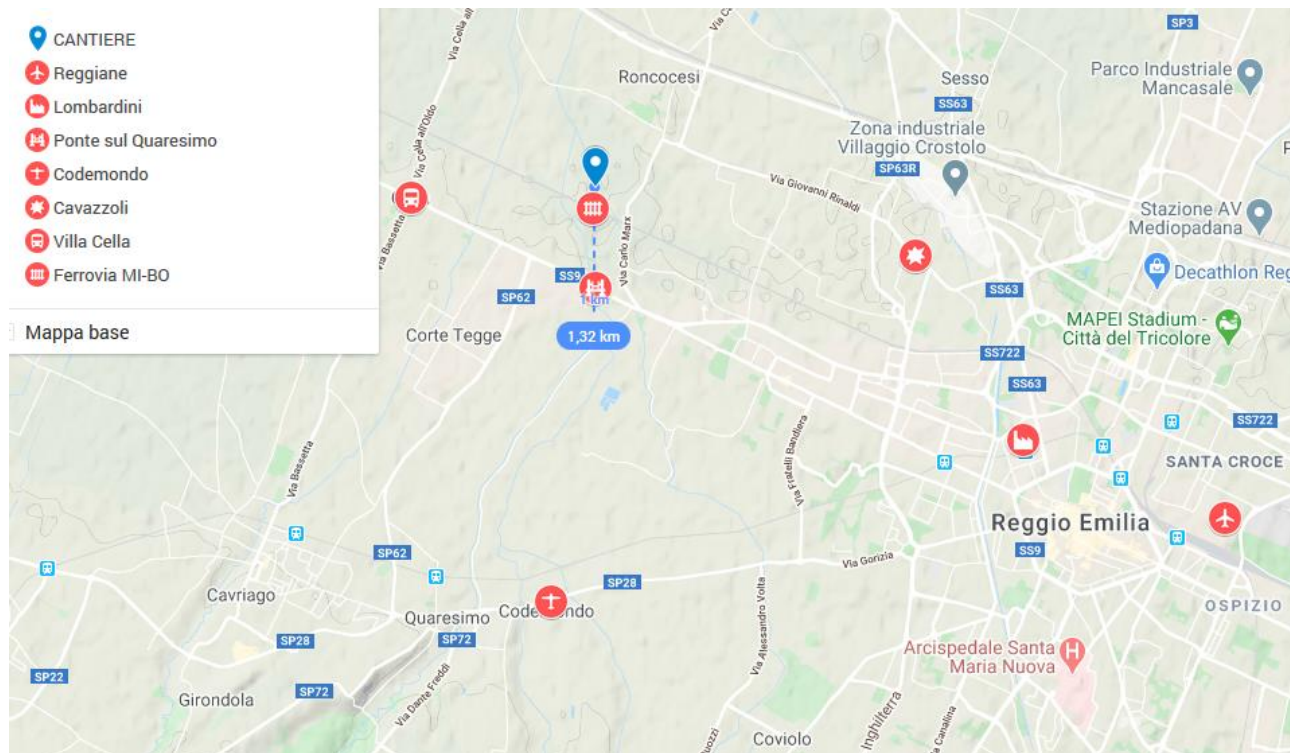 CANTIERE
Reggiane
Lombardini
Ponte sul Quaresimo
Codemondo
Cavazzoli
Villa Cella
Ferrovia MI-BO
Mappa base
Via Cella all'Oldo
Roncocesi
Sesso
SP3
Parco Industriale
Mancasale
SS63
Zona industriale
Villaggio Crostolo
SP63R
Via Giovanni Rinaldi
Stazione AV
Mediopadana
Via Bassetta
Via Carlo Marx
SS9
SP62
1 km
1,32 km
Corte Tegge
Decathlon Reg
SS63
MAPEI Stadium -
Città del Tricolore
SS722
SS63
SS722
SANTA CROCE
Via Bassetta
Via Fratelli Bandiera
Reggio Emilia
SS9
SP62
Via Gorizia
SP28
Cavriago
Quaresimo
SP72
SP28
Via Alessandro Volta
OSPIZIO
Arcispedale Santa
Maria Nuova
SP22
SP72
Girondola
Via Dante Freddi
Inghilterra
Coviolo